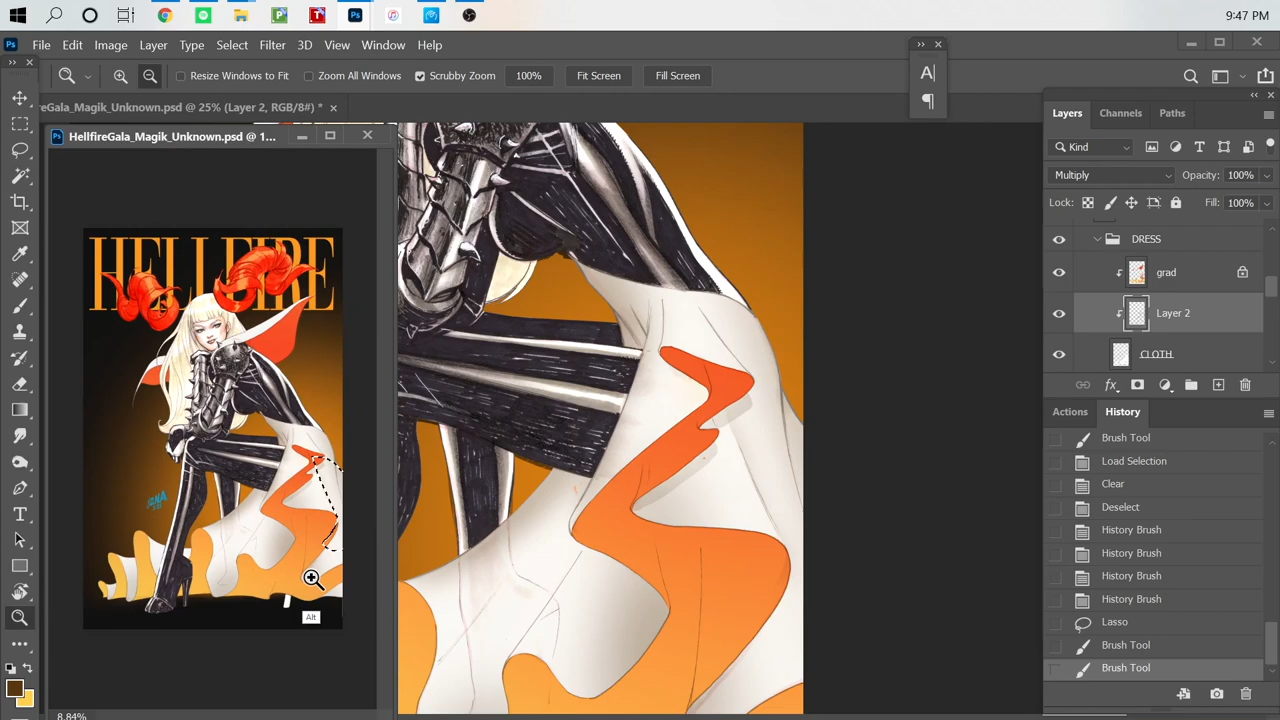 9:47 PM
Ps File Edit Image Layer Type Select Filter 3D View Window Help
Resize Windows to Fit Zoom All Windows Scrubby Zoom 100% Fit Screen Fill Screen
reGala_Magik_Unknown.psd @ 25% (Layer 2, RGB/8#) *
HellfireGala_Magik_Unknown.psd @ 1...
HELLFIRE
Alt
8.84%
A
Layers Channels Paths
Kind
Multiply Opacity: 100%
Lock: Fill: 100%
DRESS
grad
Layer 2
CLOTH
Actions History
Brush Tool
Load Selection
Clear
Deselect
History Brush
History Brush
History Brush
History Brush
Lasso
Brush Tool
Brush Tool